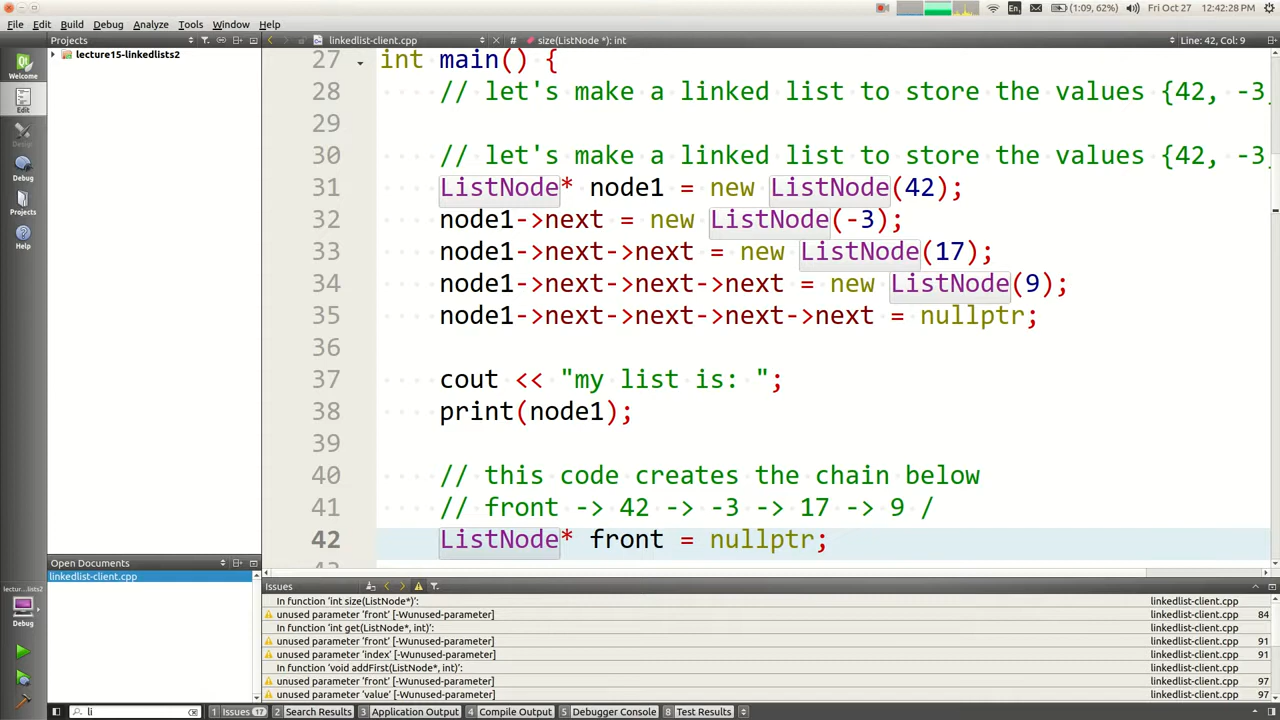 En
(1:09, 62%)
Fri Oct 27
12:42:28 PM
File Edit Build Debug Analyze Tools Window Help
Projects
linkedlist-client.cpp
# size(ListNode *): int
Line: 42, Col: 9
lecture15-linkedlists2
Welcome
Edit
Design
Debug
Projects
Help
27 int main() {
28 // let's make a linked list to store the values {42, -3,
29
30 // let's make a linked list to store the values {42, -3,
31 ListNode* node1 = new ListNode(42);
32 node1->next = new ListNode(-3);
33 node1->next->next = new ListNode(17);
34 node1->next->next->next = new ListNode(9);
35 node1->next->next->next->next = nullptr;
36
37 cout << "my list is: ";
38 print(node1);
39
40 // this code creates the chain below
41 // front -> 42 -> -3 -> 17 -> 9 /
42 ListNode* front = nullptr;
Open Documents
linkedlist-client.cpp
lectur...lists2
Debug
Issues
In function 'int size(ListNode*)': linkedlist-client.cpp
unused parameter 'front' [-Wunused-parameter] linkedlist-client.cpp 84
In function 'int get(ListNode*, int)': linkedlist-client.cpp
unused parameter 'front' [-Wunused-parameter] linkedlist-client.cpp 91
unused parameter 'index' [-Wunused-parameter] linkedlist-client.cpp 91
In function 'void addFirst(ListNode*, int)': linkedlist-client.cpp
unused parameter 'front' [-Wunused-parameter] linkedlist-client.cpp 97
unused parameter 'value' [-Wunused-parameter] linkedlist-client.cpp 97
li
1 Issues 17
2 Search Results
3 Application Output
4 Compile Output
5 Debugger Console
8 Test Results